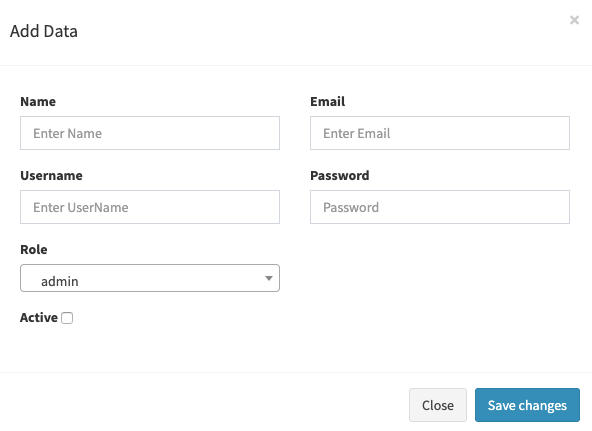 Add Data
×
Name
Email
Enter Name
Enter Email
Username
Password
Enter UserName
Password
Role
admin
Active
Close
Save changes